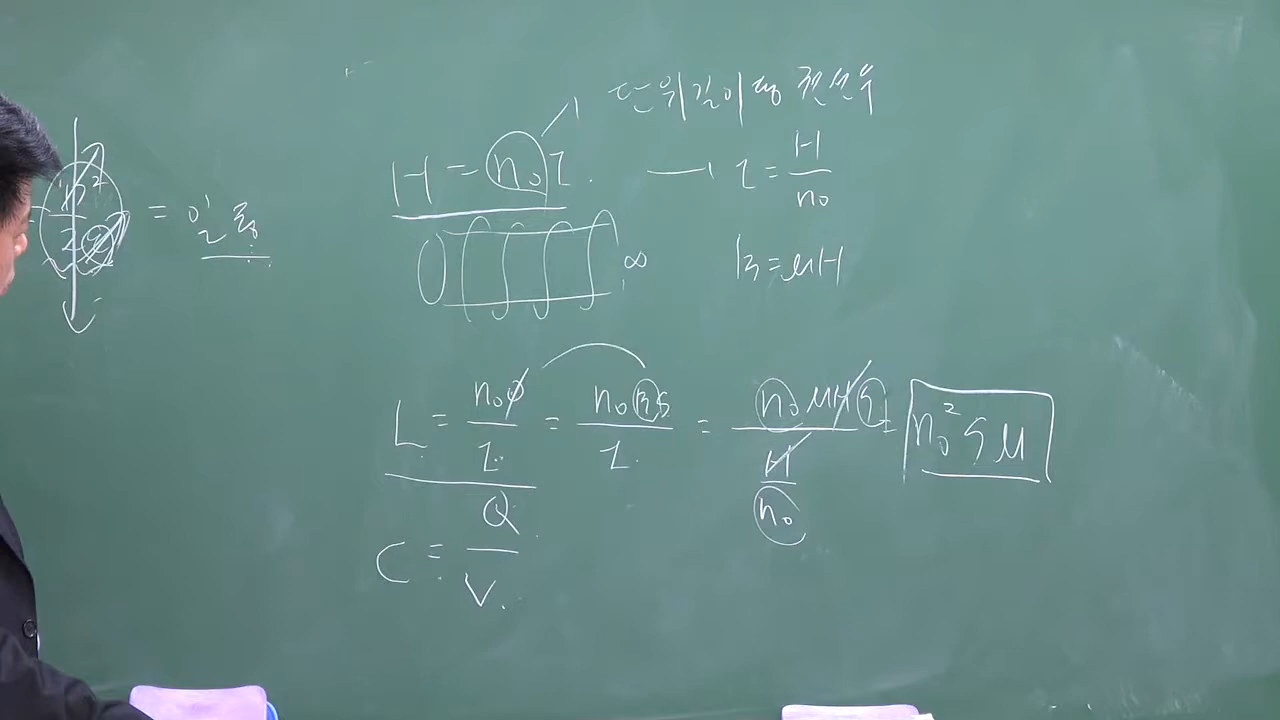 단위길이당 권선수
H = n₀I. → I = H/n₀
∞
B = μH
= 일정
L = n₀φ/I = n₀BS/I = n₀μHS/(H/n₀) = n₀²Sμ
C = Q/V